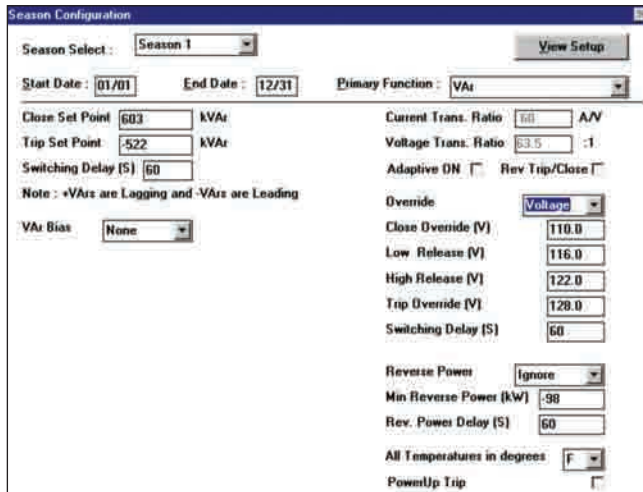 Season Configuration
Season Select : Season 1 View Setup
Start Date : 01/01 End Date : 12/31 Primary Function : VAr
Close Set Point 603 kVAr
Trip Set Point -522 kVAr
Switching Delay (S) 60
Note : +VArs are Lagging and -VArs are Leading
VAr Bias None
Current Trans. Ratio 60 A/V
Voltage Trans. Ratio 63.5 :1
Adaptive ON Rev Trip/Close
Override Voltage
Close Override (V) 110.0
Low Release (V) 116.0
High Release (V) 122.0
Trip Override (V) 128.0
Switching Delay (S) 60
Reverse Power Ignore
Min Reverse Power (kW) -98
Rev. Power Delay (S) 60
All Temperatures in degrees F
PowerUp Trip